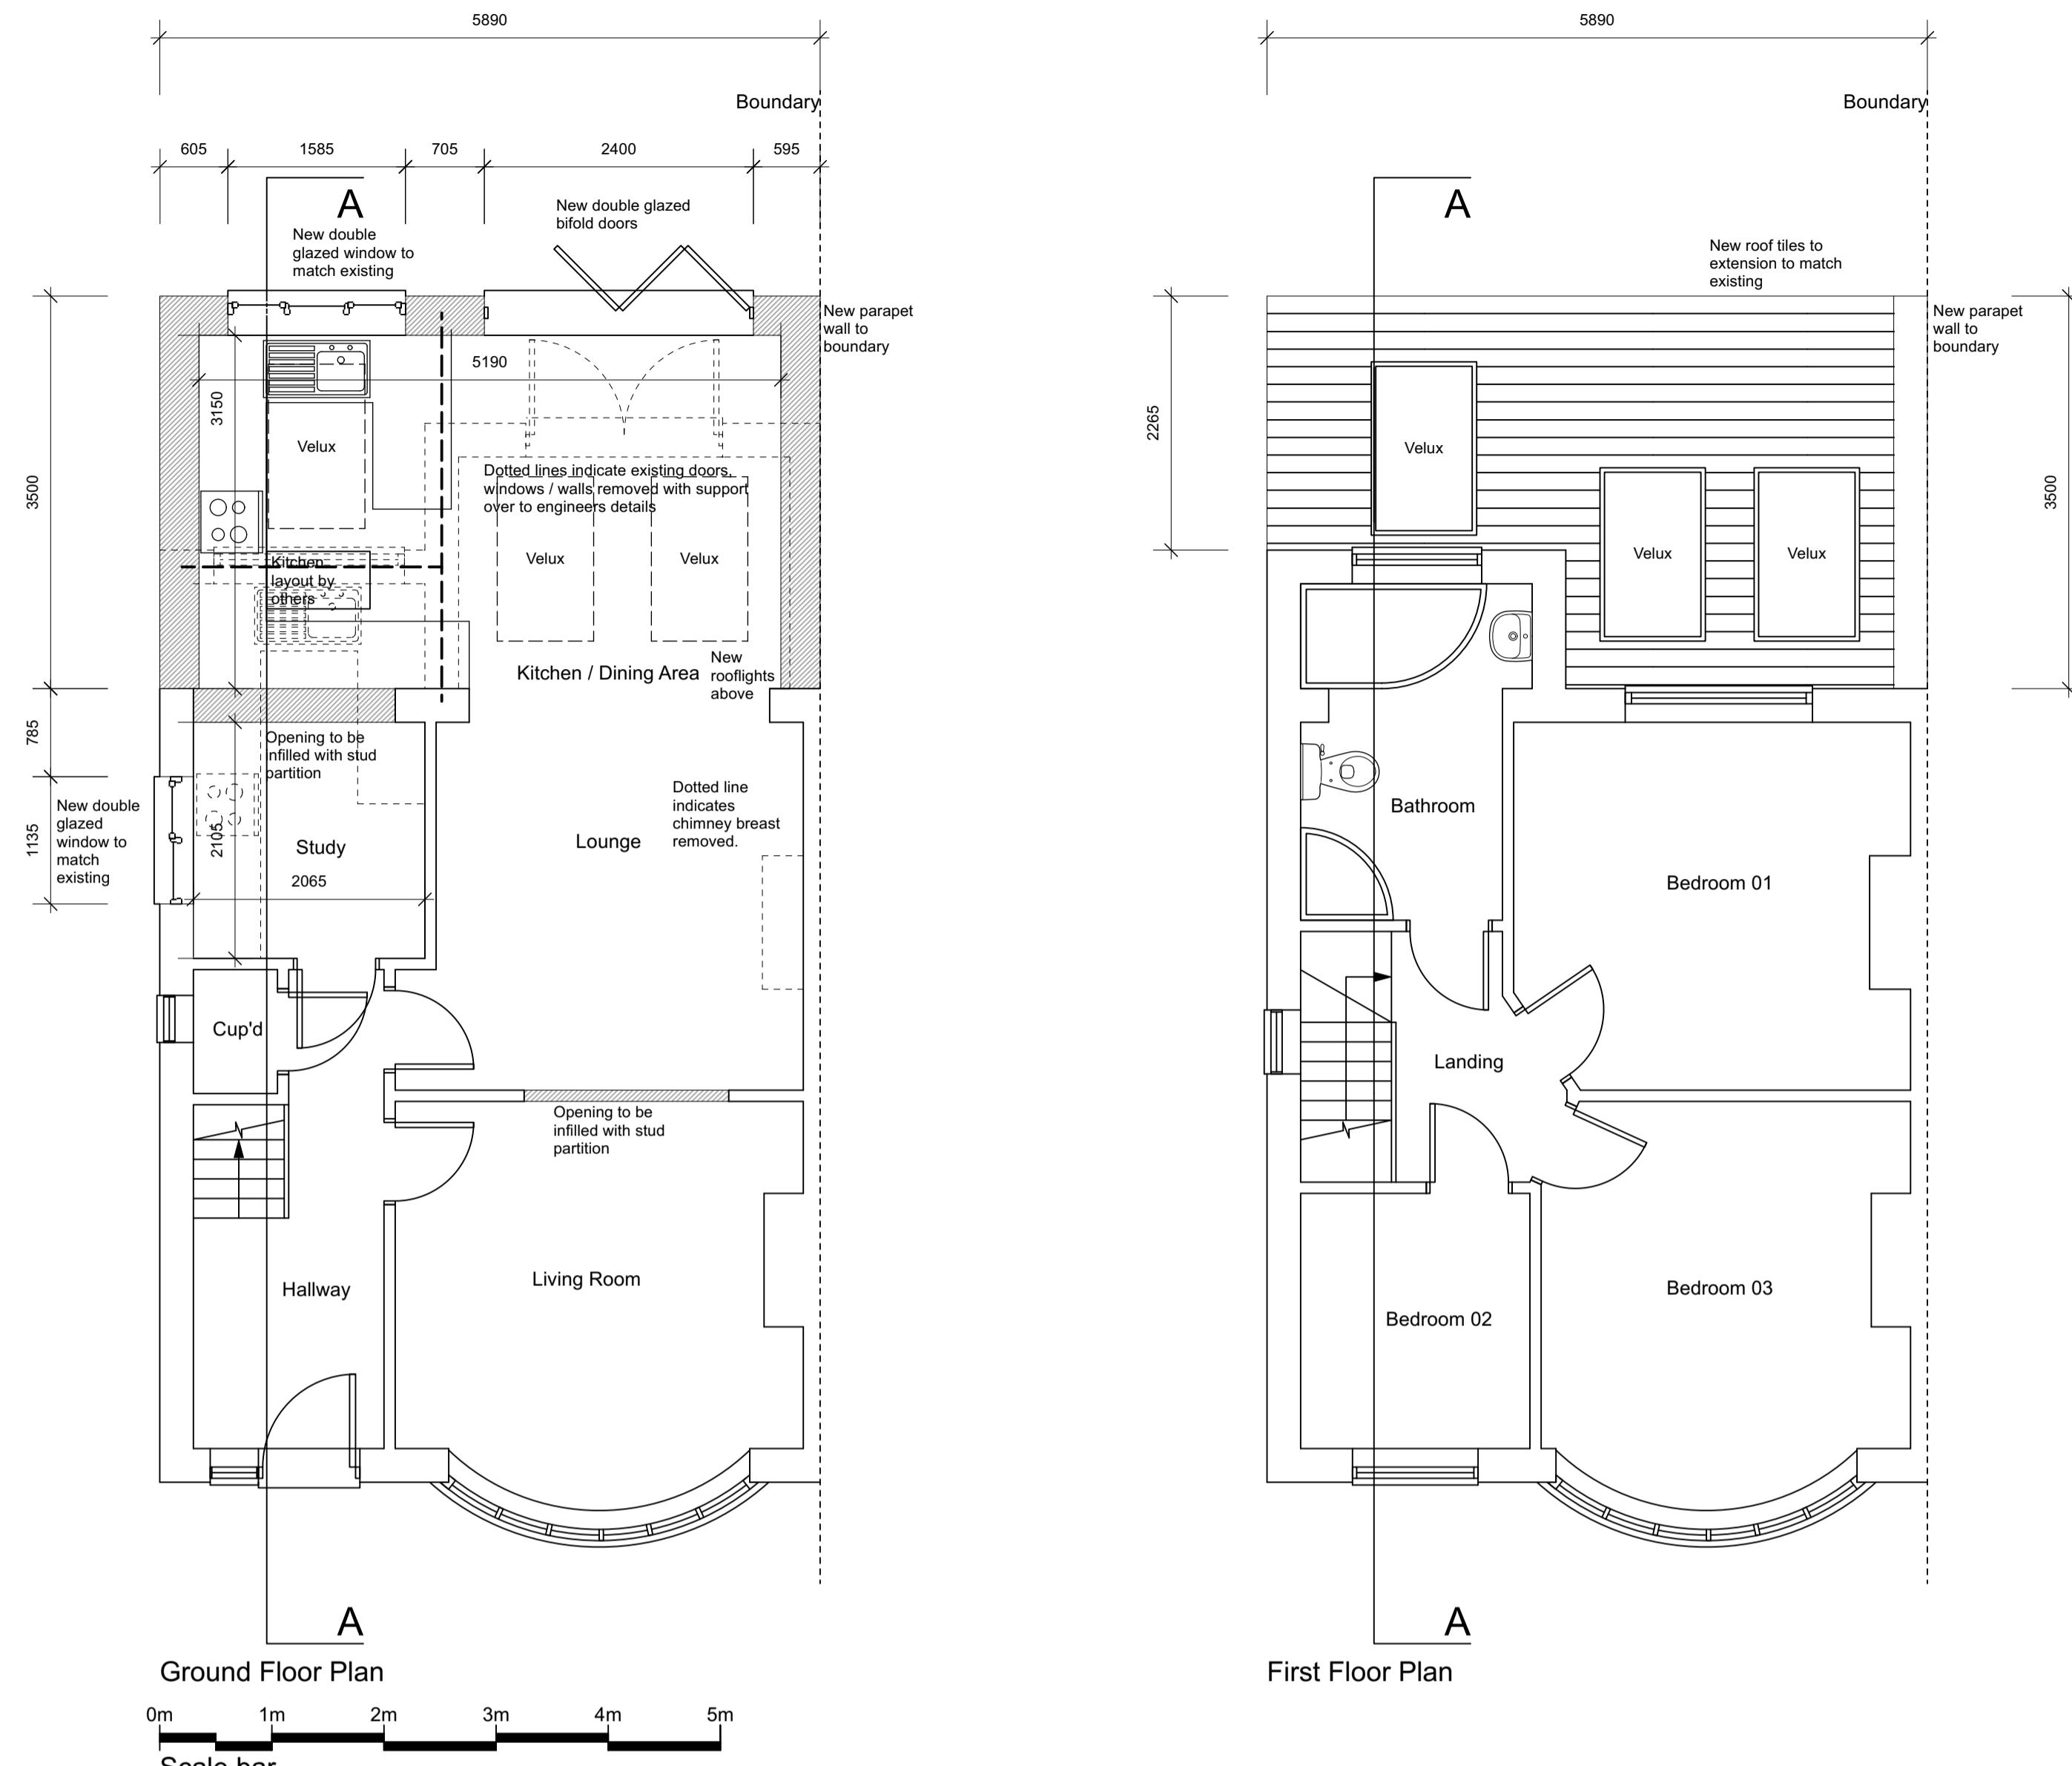 5890
Boundary
605
1585
705
2400
595
A
New double
glazed window to
match existing
New double glazed
bifold doors
New parapet
wall to
boundary
5190
3150
3500
Velux
Dotted lines indicate existing doors,
windows / walls removed with support
over to engineers details
Velux
Velux
Kitchen
layout by
others
Kitchen / Dining Area
New
rooflights
above
785
1135
Opening to be
infilled with stud
partition
New double
glazed
window to
match
existing
2105
Study
2065
Lounge
Dotted line
indicates
chimney breast
removed.
Cup'd
Opening to be
infilled with stud
partition
Hallway
Living Room
A
Ground Floor Plan
0m
1m
2m
3m
4m
5m
Scale bar
5890
Boundary
A
New roof tiles to
extension to match
existing
New parapet
wall to
boundary
2265
3500
Velux
Velux
Velux
Bathroom
Bedroom 01
Landing
Bedroom 02
Bedroom 03
A
First Floor Plan